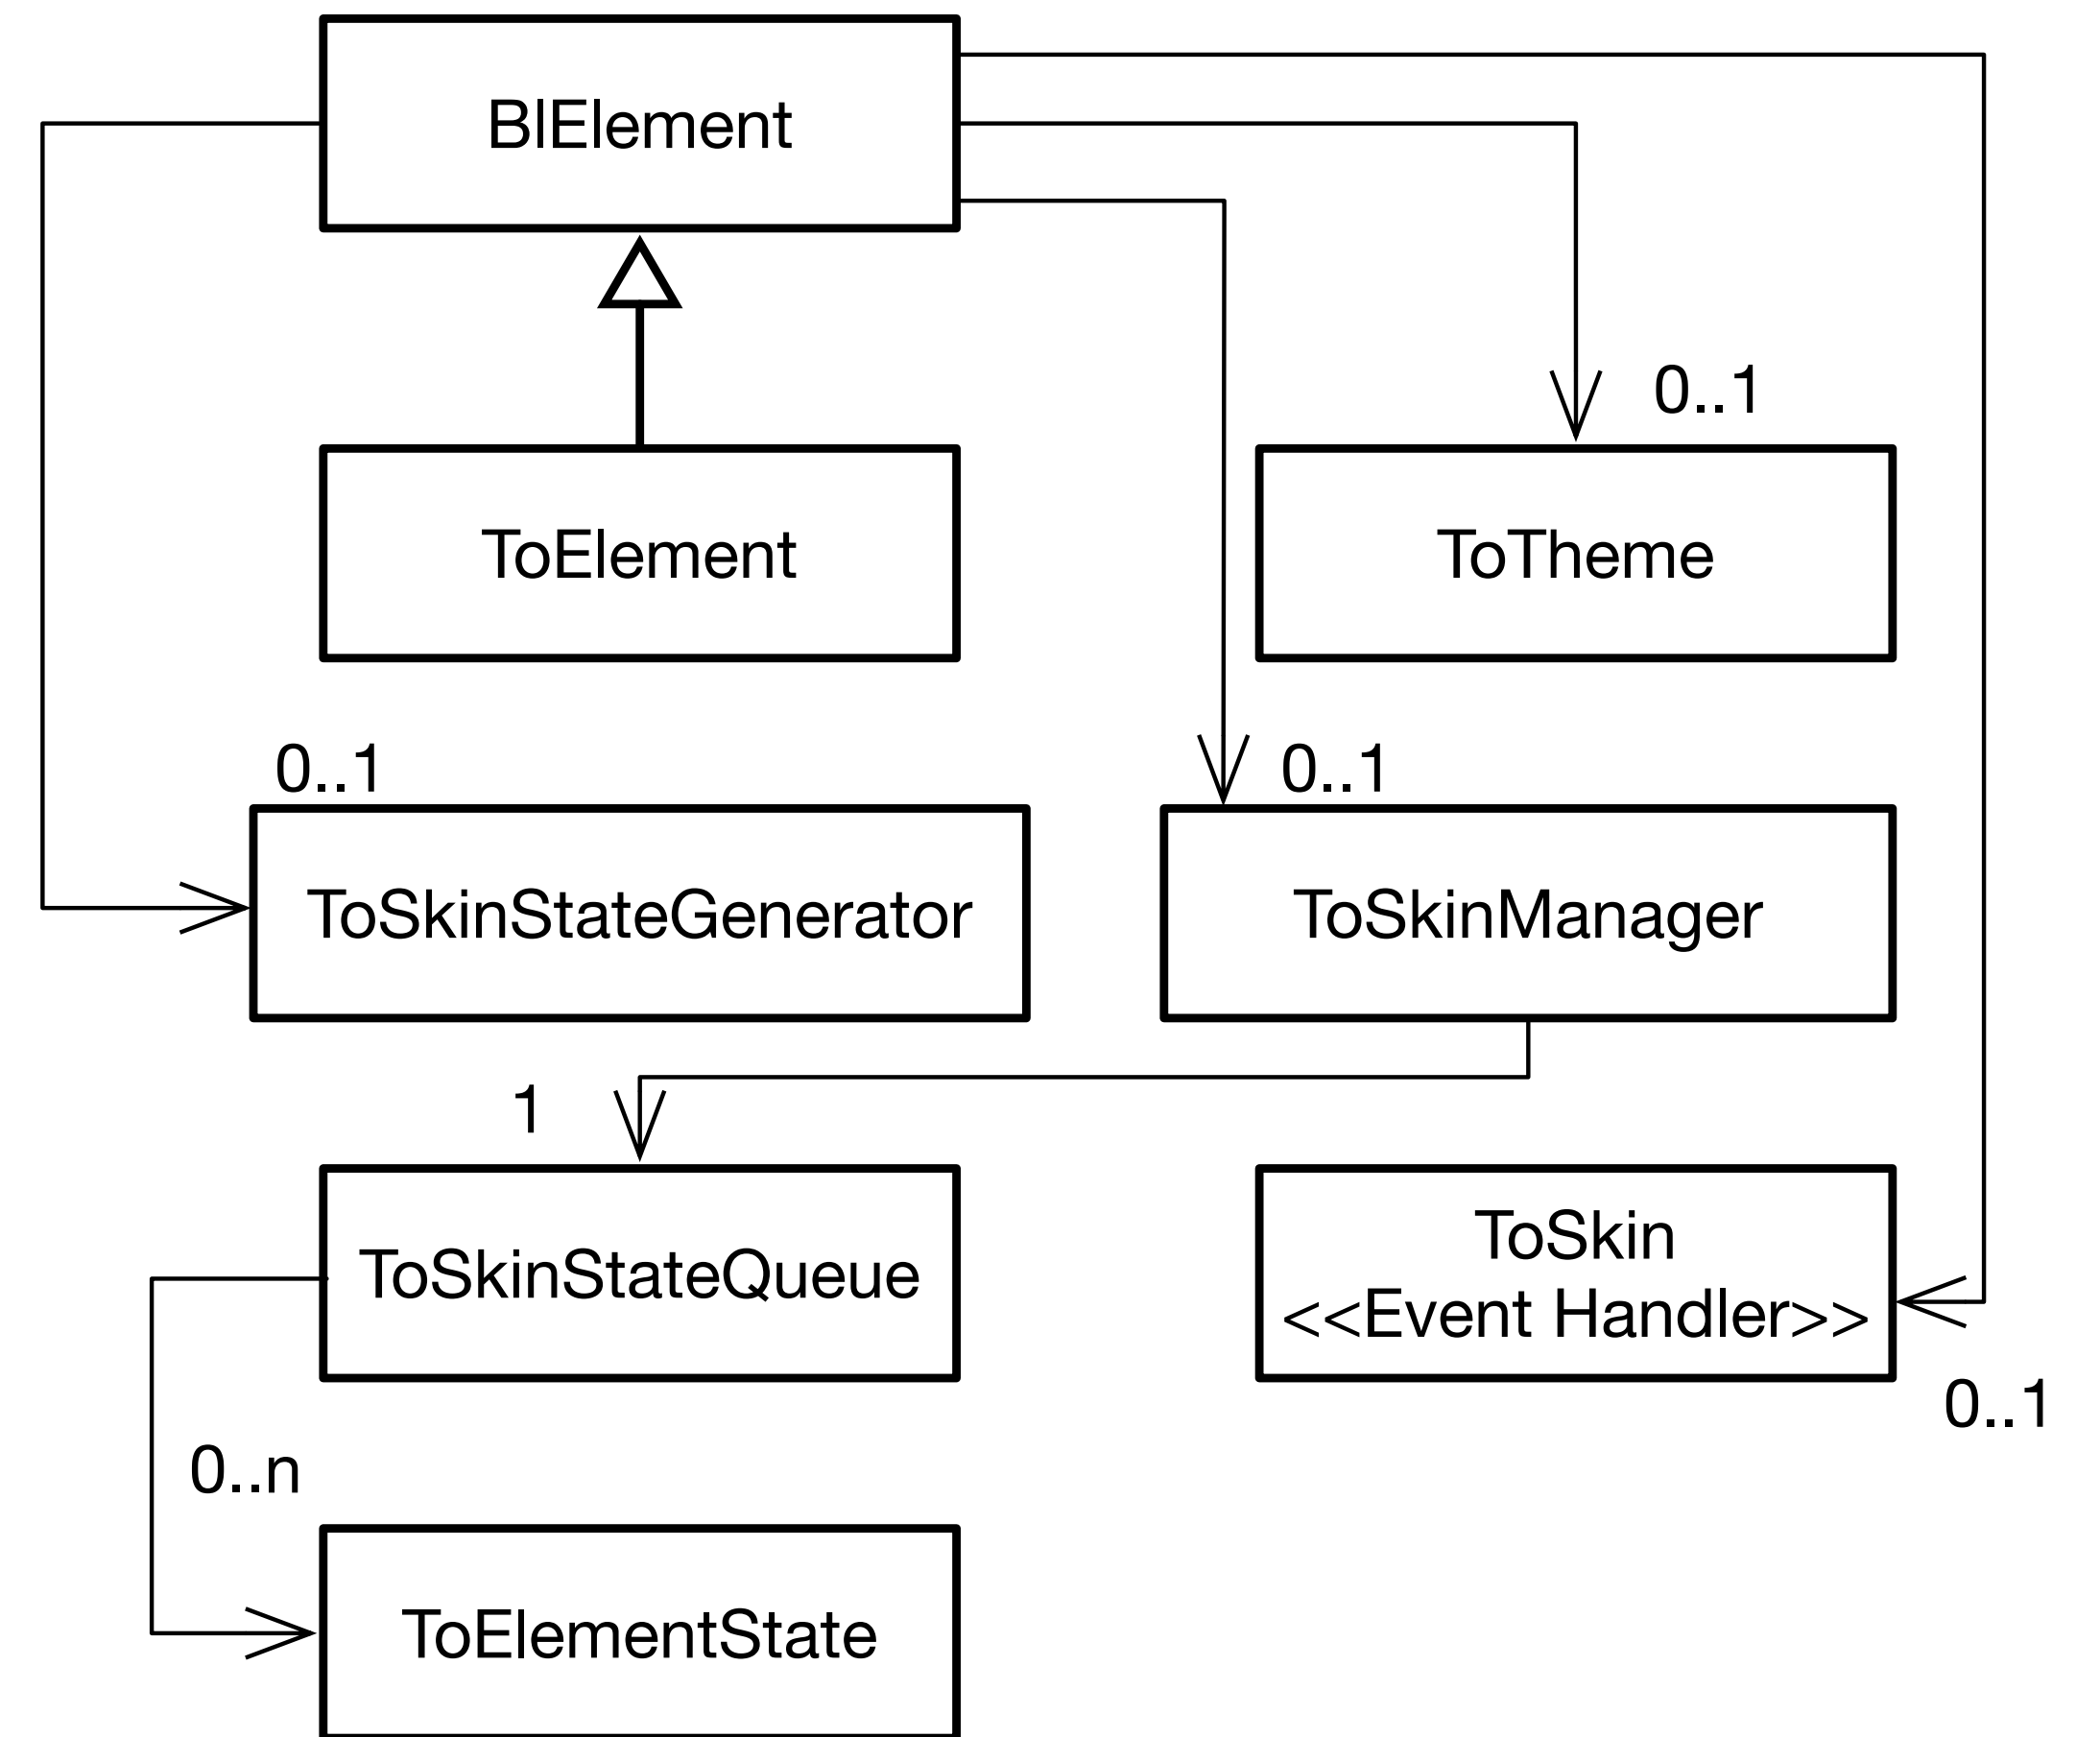 BlElement
0..1
ToElement
ToTheme
0..1
0..1
ToSkinStateGenerator
ToSkinManager
1
ToSkinStateQueue
ToSkin
<<Event Handler>>
0..1
0..n
ToElementState